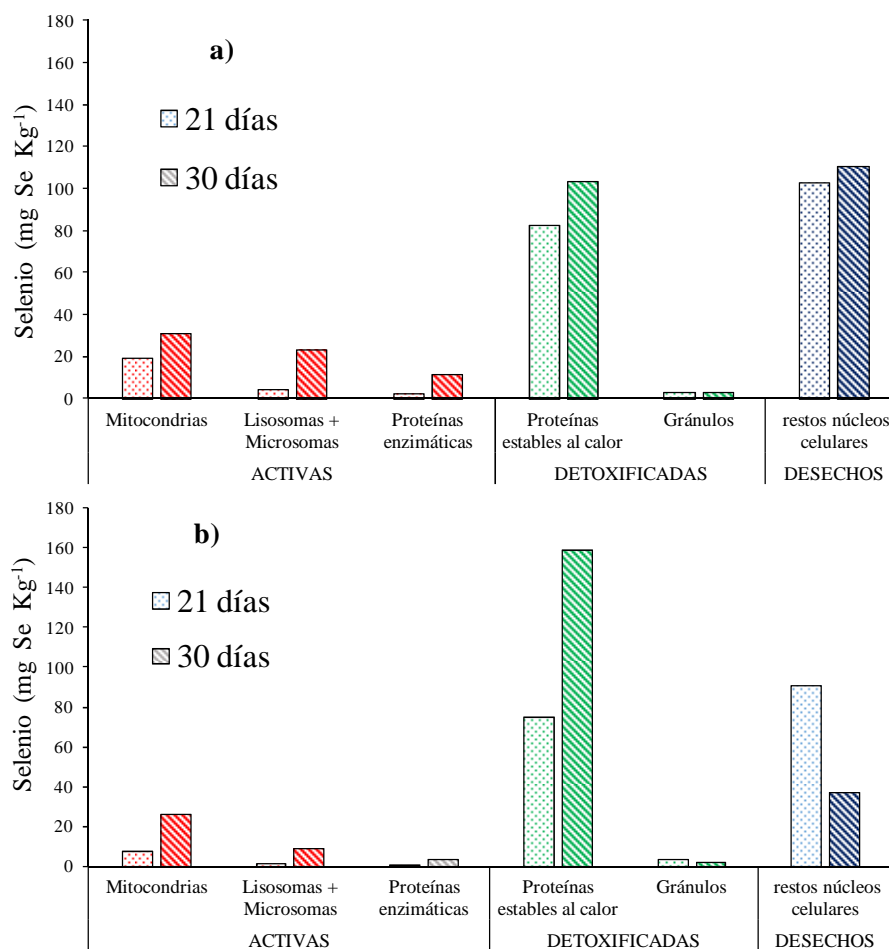 180
160
140
120
100
80
60
40
20
0
Selenio (mg Se Kg-1)
a)
21 días
30 días
Mitocondrias
Lisosomas +
Microsomas
Proteínas
enzimáticas
Proteínas
estables al calor
Gránulos
restos núcleos
celulares
ACTIVAS
DETOXIFICADAS
DESECHOS
180
160
140
120
100
80
60
40
20
0
Selenio (mg Se Kg-1)
b)
21 días
30 días
Mitocondrias
Lisosomas +
Microsomas
Proteínas
enzimáticas
Proteínas
estables al calor
Gránulos
restos núcleos
celulares
ACTIVAS
DETOXIFICADAS
DESECHOS